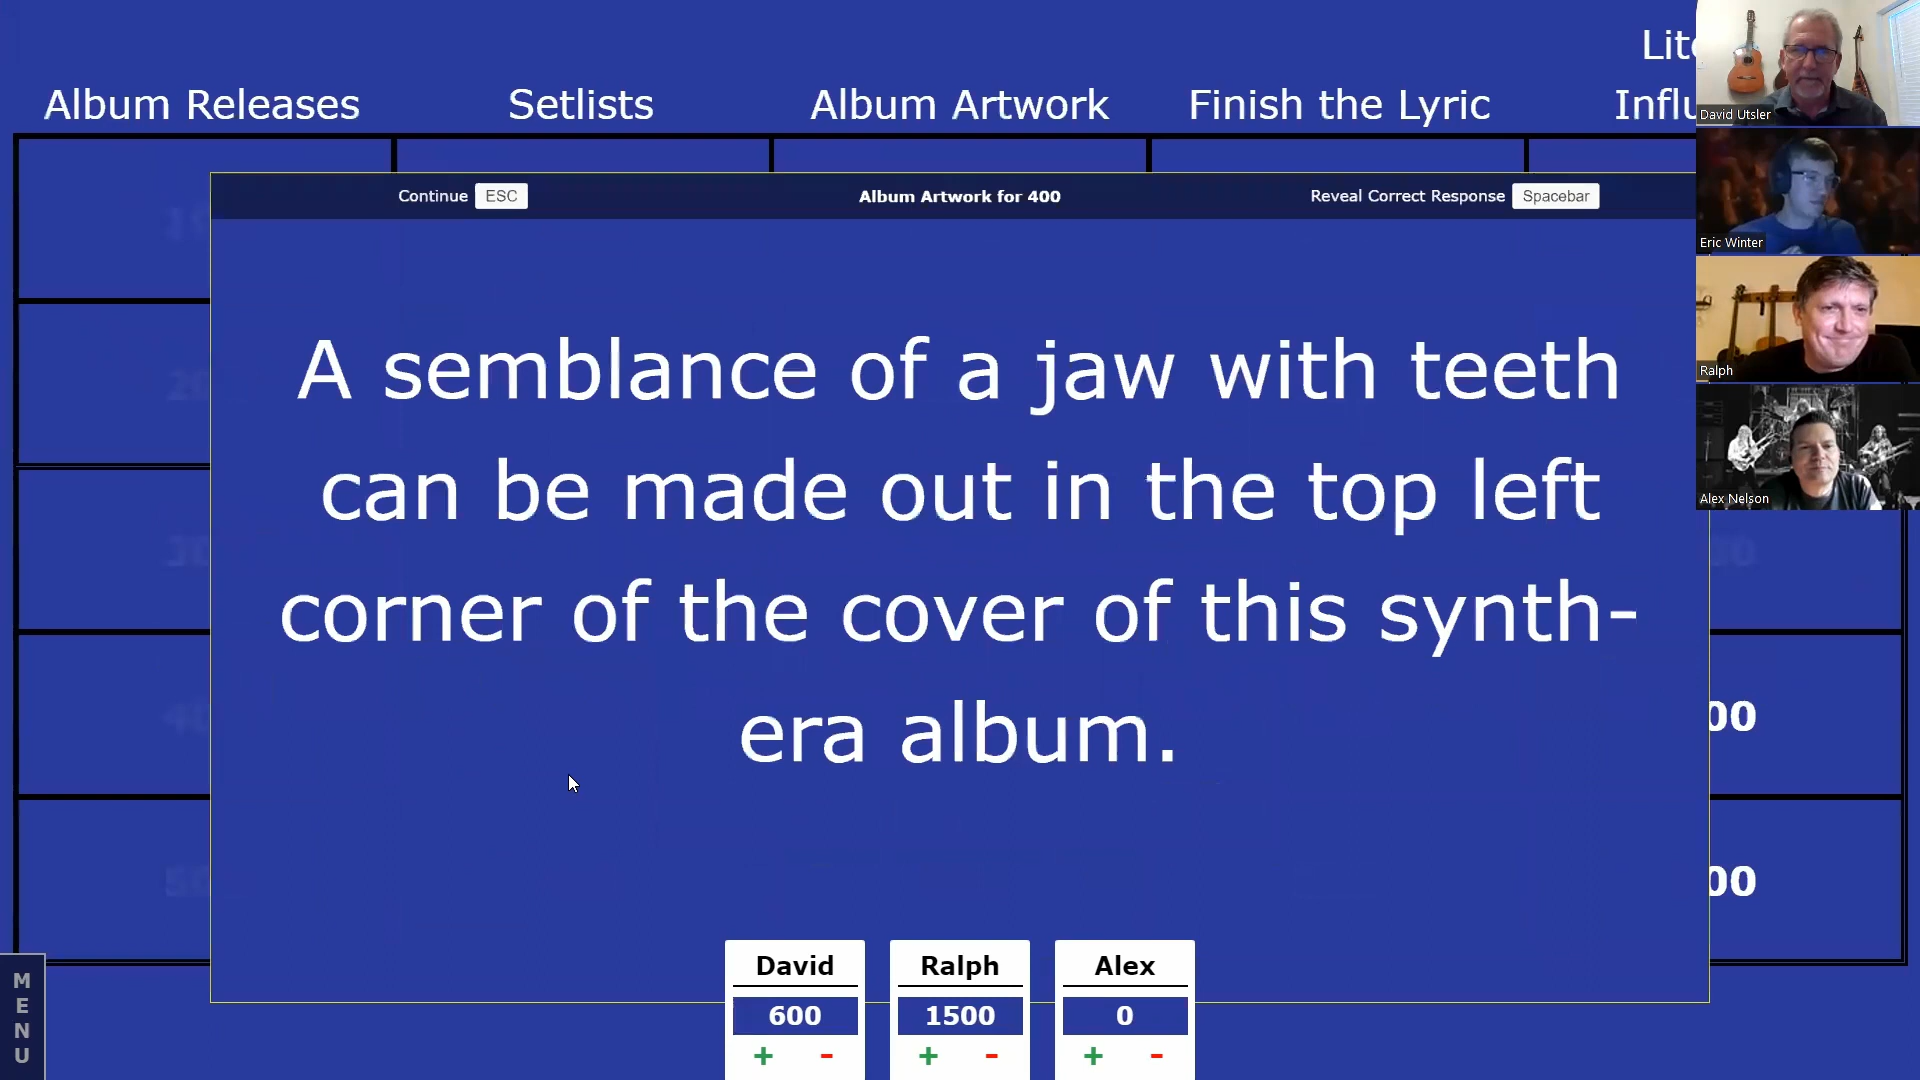 Album Releases
Setlists
Album Artwork
Finish the Lyric
Continue ESC
Album Artwork for 400
Reveal Correct Response Spacebar
A semblance of a jaw with teeth
can be made out in the top left
corner of the cover of this synth-
era album.
00
00
David
600
+ -
Ralph
1500
+ -
Alex
0
+ -
MENU
David Utsler
Eric Winter
Ralph
Alex Nelson